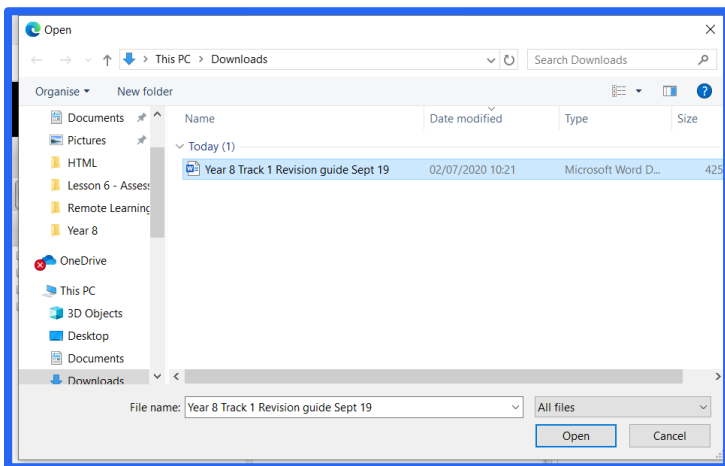 Open
This PC > Downloads
Search Downloads
Organise
New folder
Documents
Pictures
HTML
Lesson 6 - Assess
Remote Learning
Year 8
OneDrive
This PC
3D Objects
Desktop
Documents
Downloads
Name Date modified Type Size
Today (1)
Year 8 Track 1 Revision guide Sept 19 02/07/2020 10:21 Microsoft Word D... 425
File name: Year 8 Track 1 Revision guide Sept 19
All files
Open
Cancel